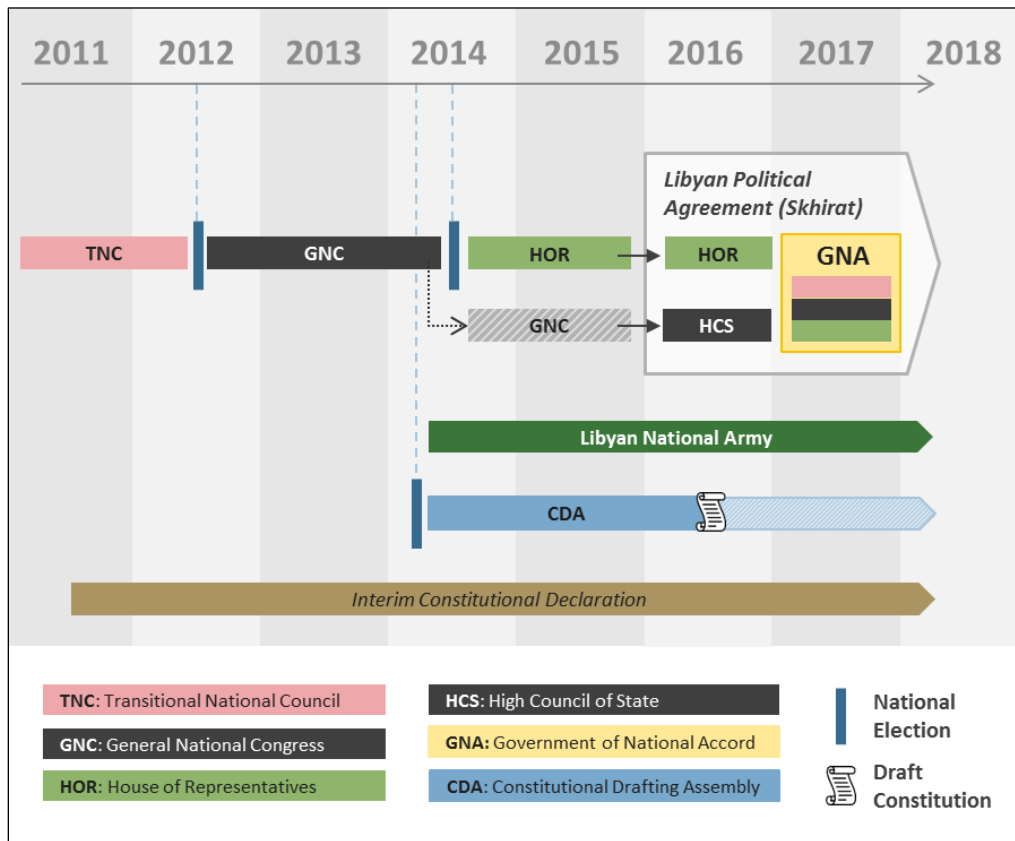 2011 2012 2013 2014 2015 2016 2017 2018
Libyan Political
Agreement (Skhirat)
TNC GNC HOR HOR GNA
GNC HCS
Libyan National Army
CDA
Interim Constitutional Declaration
TNC: Transitional National Council
GNC: General National Congress
HOR: House of Representatives
HCS: High Council of State
GNA: Government of National Accord
CDA: Constitutional Drafting Assembly
National
Election
Draft
Constitution